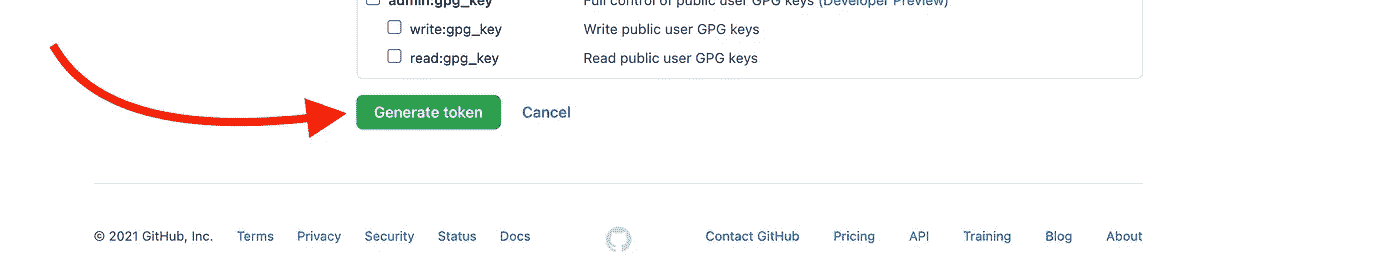 admin:gpg_key Full control of public user GPG keys (Developer Preview)
write:gpg_key Write public user GPG keys
read:gpg_key Read public user GPG keys
Generate token Cancel
© 2021 GitHub, Inc. Terms Privacy Security Status Docs Contact GitHub Pricing API Training Blog About